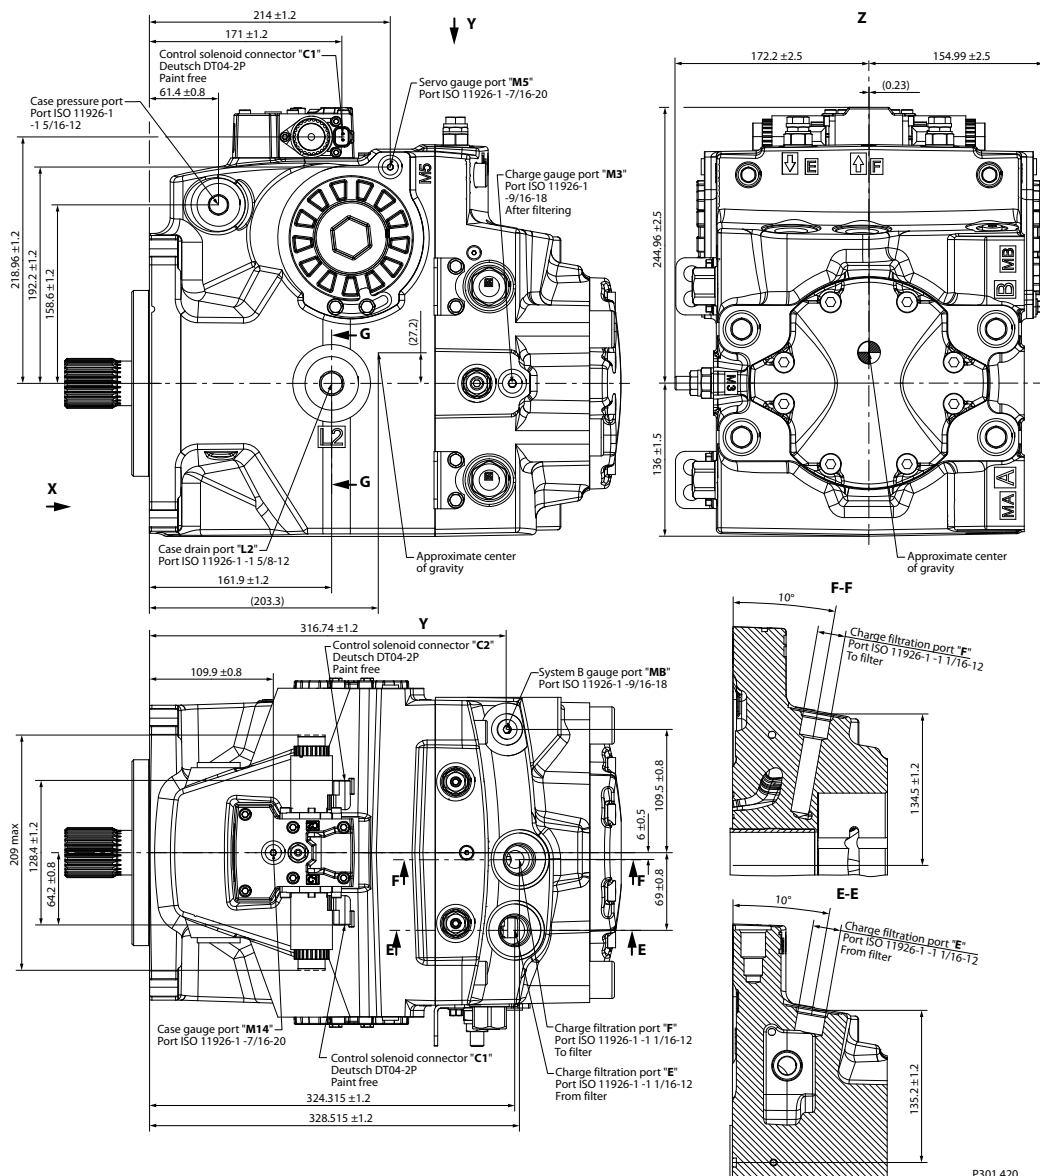 214 ±1.2
Y
Z
171 ±1.2
Control solenoid connector "C1"
Deutsch DT04-2P
Paint free
61.4 ±0.8
Case pressure port
Port ISO 11926-1
-1 5/16-12
Servo gauge port "M5"
Port ISO 11926-1 -7/16-20
172.2 ±2.5
154.99 ±2.5
(0.23)
M5
Charge gauge port "M3"
Port ISO 11926-1
-9/16-18
After filtering
E
F
218.96 ±1.2
192.2 ±1.2
158.6 ±1.2
244.96 ±2.5
MB
B
G
(27.2)
M3
L2
136 ±1.5
G
X
A
MA
Case drain port "L2"
Port ISO 11926-1 -1 5/8-12
161.9 ±1.2
(203.3)
Approximate center
of gravity
Approximate center
of gravity
Y
316.74 ±1.2
F-F
10°
Control solenoid connector "C2"
Deutsch DT04-2P
Paint free
109.9 ±0.8
System B gauge port "MB"
Port ISO 11926-1 -9/16-18
Charge filtration port "F"
Port ISO 11926-1 -1 1/16-12
To filter
134.5 ±1.2
209 max
128.4 ±1.2
64.2 ±0.8
6 ±0.5
109.5 ±0.8
69 ±0.8
F
F
E
E
E-E
10°
Charge filtration port "E"
Port ISO 11926-1 -1 1/16-12
From filter
135.2 ±1.2
Case gauge port "M14"
Port ISO 11926-1 -7/16-20
Control solenoid connector "C1"
Deutsch DT04-2P
Paint free
Charge filtration port "F"
Port ISO 11926-1 -1 1/16-12
To filter
Charge filtration port "E"
Port ISO 11926-1 -1 1/16-12
From filter
324.315 ±1.2
328.515 ±1.2
P301 420